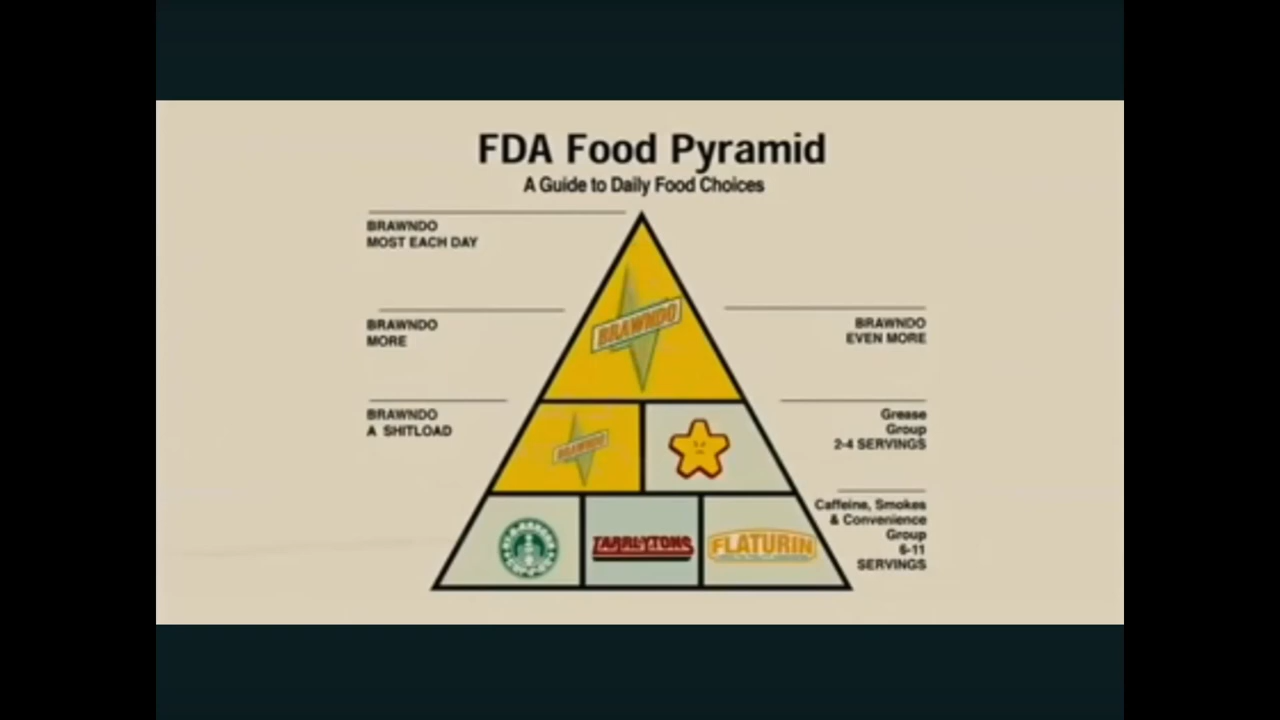 FDA Food Pyramid
A Guide to Daily Food Choices
BRAWNDO
MOST EACH DAY
BRAWNDO
MORE
BRAWNDO
EVEN MORE
BRAWNDO
A SHITLOAD
Grease
Group
2-4 SERVINGS
Caffeine, Smokes
& Convenience
Group
6-11
SERVINGS
BRAWNDO
BRAWNDO
TARRLYTONS
FLATURIN